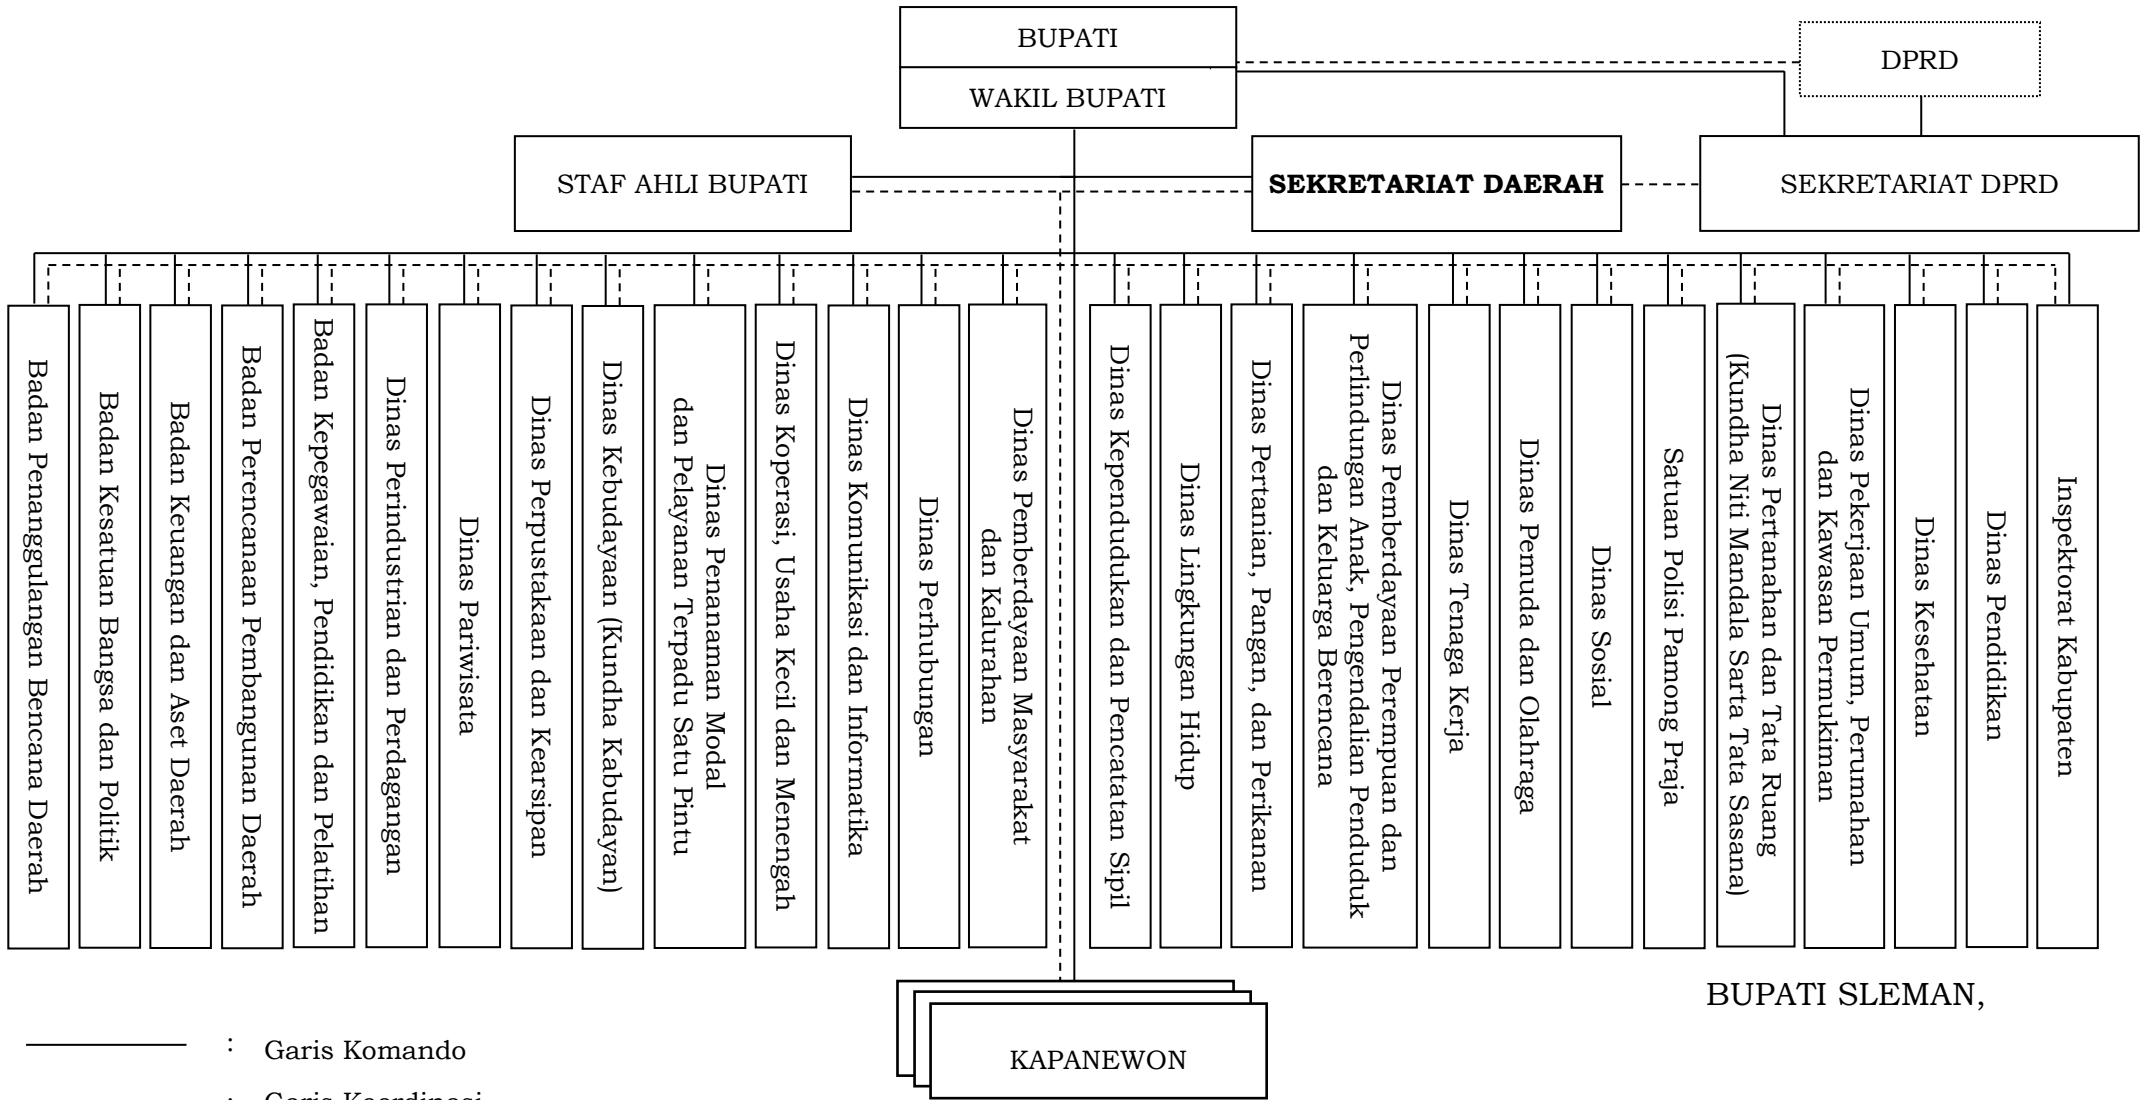 BUPATI
WAKIL BUPATI
DPRD
STAF AHLI BUPATI
SEKRETARIAT DAERAH
SEKRETARIAT DPRD
Badan Penanggulangan Bencana Daerah
Badan Kesatuan Bangsa dan Politik
Badan Keuangan dan Aset Daerah
Badan Perencanaan Pembangunan Daerah
Badan Kepegawaian, Pendidikan dan Pelatihan
Dinas Perindustrian dan Perdagangan
Dinas Pariwisata
Dinas Perpustakaan dan Kearsipan
Dinas Kebudayaan (Kundha Kabudayan)
Dinas Penanaman Modal
dan Pelayanan Terpadu Satu Pintu
Dinas Koperasi, Usaha Kecil dan Menengah
Dinas Komunikasi dan Informatika
Dinas Perhubungan
Dinas Pemberdayaan Masyarakat
dan Kalurahan
Dinas Kependudukan dan Pencatatan Sipil
Dinas Lingkungan Hidup
Dinas Pertanian, Pangan, dan Perikanan
Dinas Pemberdayaan Perempuan dan
Perlindungan Anak, Pengendalian Penduduk
dan Keluarga Berencana
Dinas Tenaga Kerja
Dinas Pemuda dan Olahraga
Dinas Sosial
Satuan Polisi Pamong Praja
Dinas Pertanahan dan Tata Ruang
(Kundha Niti Mandala Sarta Tata Sasana)
Dinas Pekerjaan Umum, Perumahan
dan Kawasan Permukiman
Dinas Kesehatan
Dinas Pendidikan
Inspektorat Kabupaten
BUPATI SLEMAN,
: Garis Komando
: Garis Koordinasi
KAPANEWON